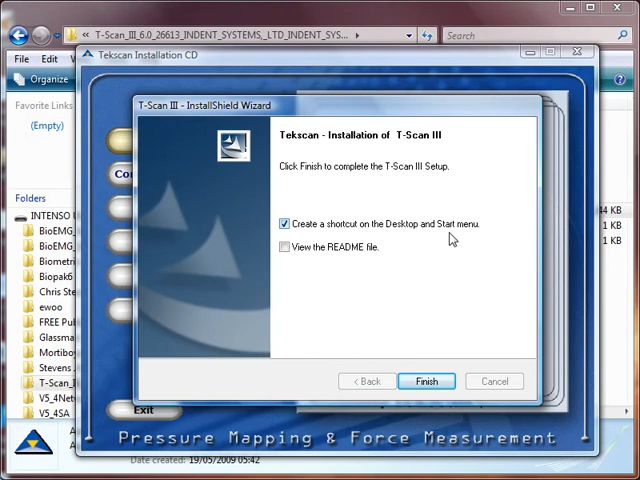 T-Scan_III_6.0_26613_INDENT_SYSTEMS_LTD_INDENT_SYS...
Search
File
Edit
Tekscan Installation CD
Organize
Favorite Links
(Empty)
Folders
INTENSO
BioEMG_
BioEMG_
Biometri
Biopak6
Chris Ste
ewoo
FREE Pu
Glassma
Mortiboy
Stevens
T-Scan_I
V5_4Net
V5_4SA
T-Scan III - InstallShield Wizard
Tekscan - Installation of T-Scan III
Click Finish to complete the T-Scan III Setup.
Create a shortcut on the Desktop and Start menu.
View the README file.
< Back
Finish
Cancel
44 KB
1 KB
1 KB
Exit
Pressure Mapping & Force Measurement
Date created: 19/05/2009 05:42